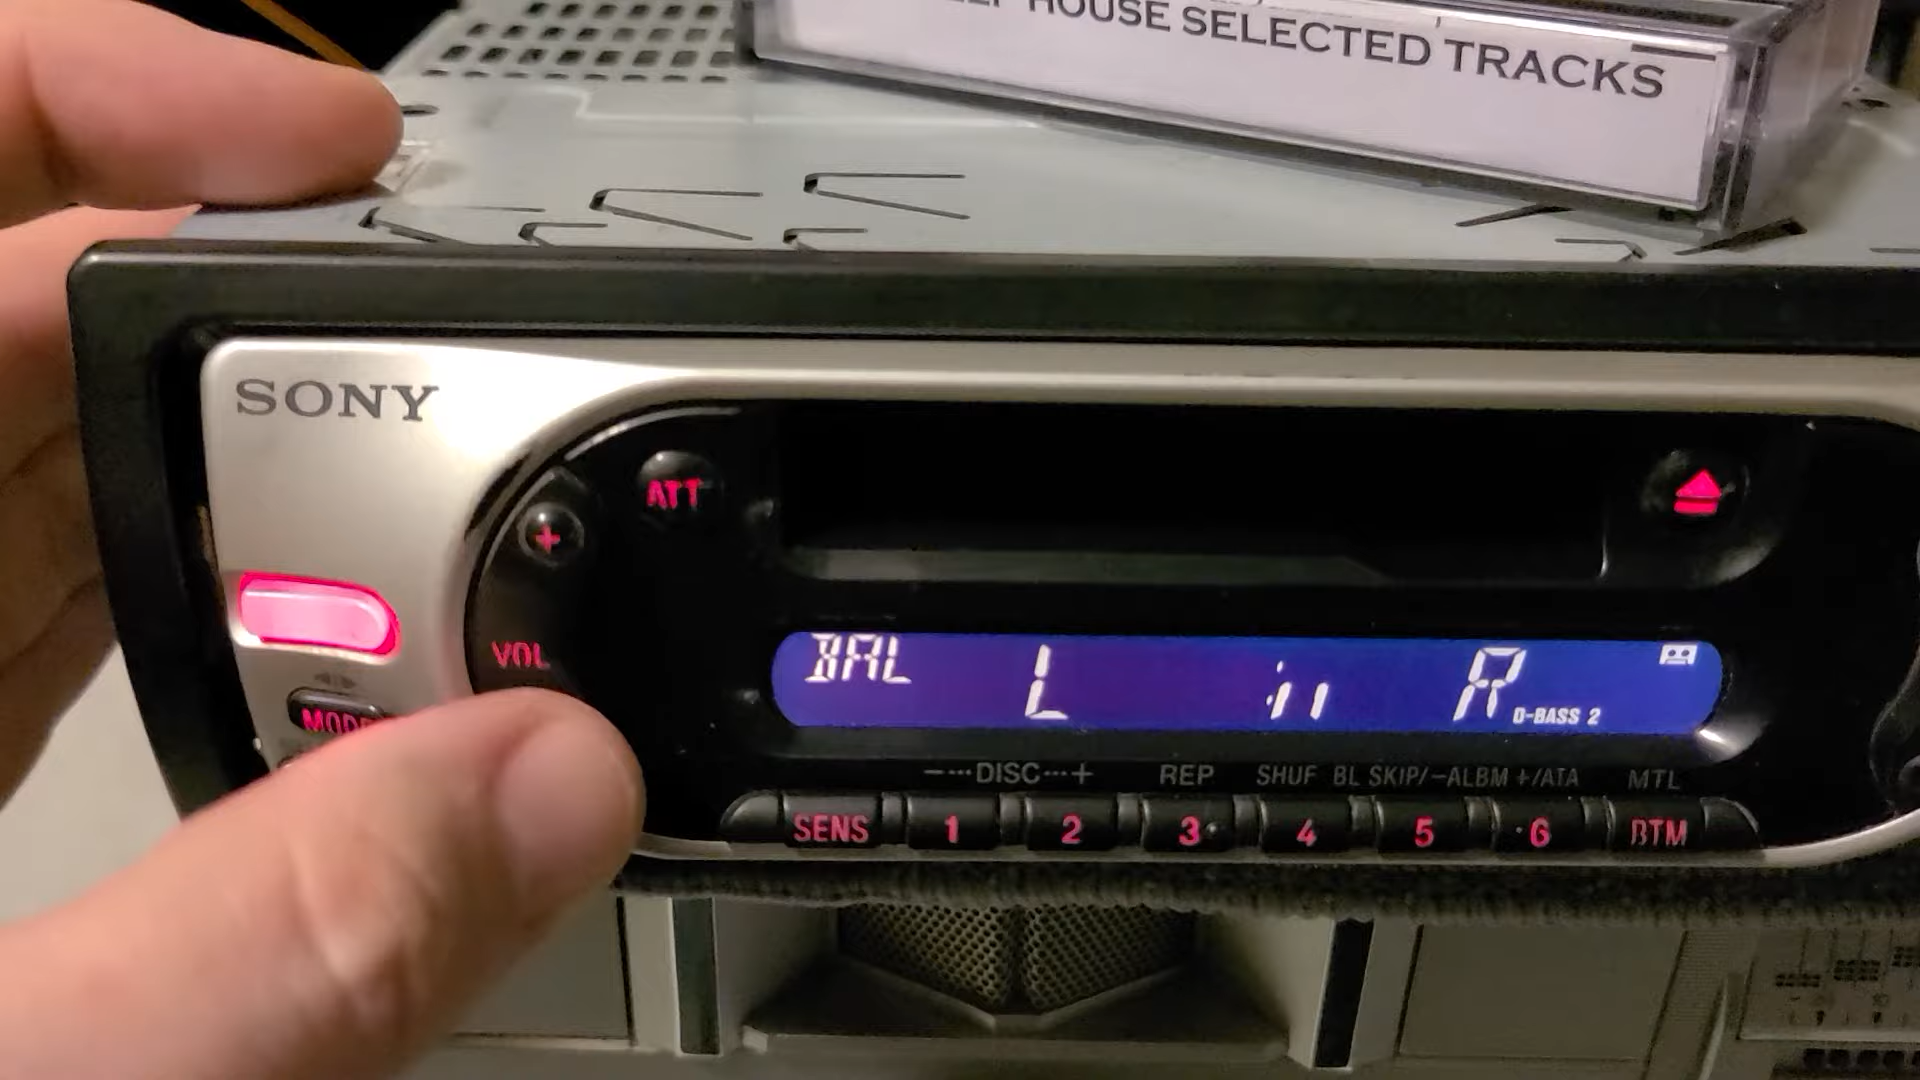 HOUSE SELECTED TRACKS
SONY
ATT
+
VOL
MODE
BAL L R
D-BASS 2
− DISC + REP SHUF BL SKIP/−ALBM +/ATA MTL
SENS 1 2 3 4 5 6 BTM